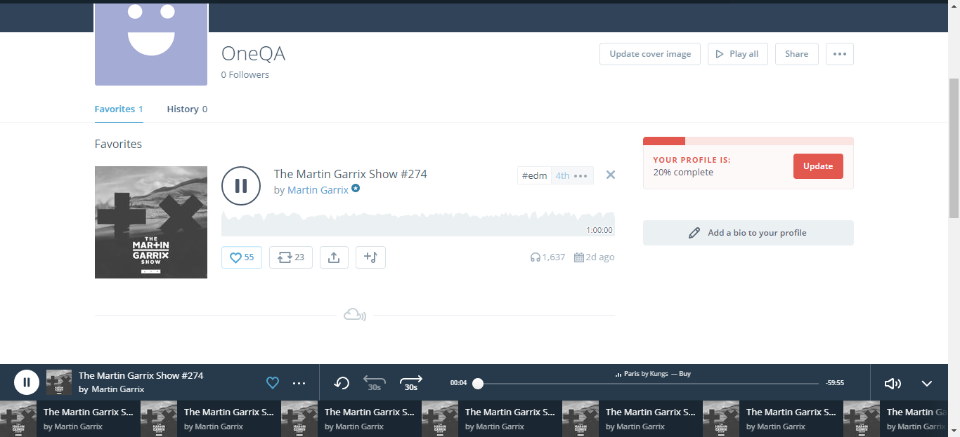 OneQA
0 Followers
Update cover image
Play all
Share
Favorites 1
History 0
Favorites
THE
MART+N
GARRIX
SHOW
The Martin Garrix Show #274
by Martin Garrix
#edm 4th
1:00:00
55
23
1,637
2d ago
YOUR PROFILE IS:
20% complete
Update
Add a bio to your profile
The Martin Garrix Show #274
by Martin Garrix
30s
30s
00:04
Paris by Kungs — Buy
-59:55
The Martin Garrix S...
by Martin Garrix
The Martin Garrix S...
by Martin Garrix
The Martin Garrix S...
by Martin Garrix
The Martin Garrix S...
by Martin Garrix
The Martin Garrix S...
by Martin Garrix
The Martin Garrix S...
by Martin Garrix
The Martin G
by Martin Garri